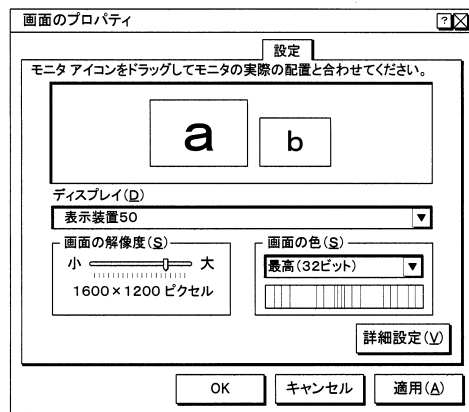 画面のプロパティ
?
設定
モニタ アイコンをドラッグしてモニタの実際の配置と合わせてください。
a
b
ディスプレイ(D)
表示装置50
画面の解像度(S)
小 大
1600×1200 ピクセル
画面の色(S)
最高(32ビット)
詳細設定(V)
OK キャンセル 適用(A)